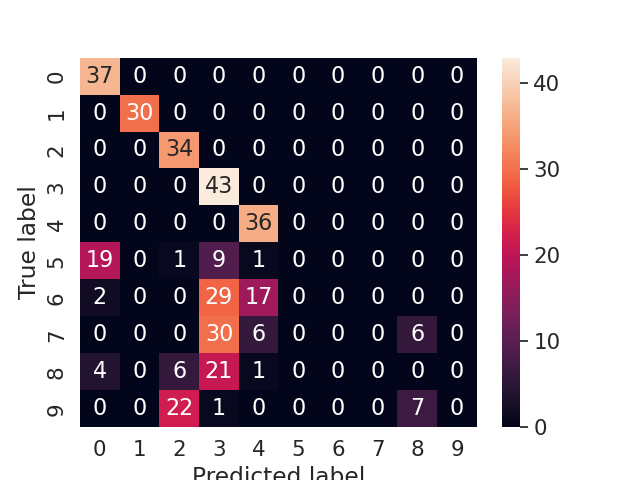 0 37 0 0 0 0 0 0 0 0 0
1 0 30 0 0 0 0 0 0 0 0
2 0 0 34 0 0 0 0 0 0 0
3 0 0 0 43 0 0 0 0 0 0
4 0 0 0 0 36 0 0 0 0 0
5 19 0 1 9 1 0 0 0 0 0
6 2 0 0 29 17 0 0 0 0 0
7 0 0 0 30 6 0 0 0 6 0
8 4 0 6 21 1 0 0 0 0 0
9 0 0 22 1 0 0 0 0 7 0
0 1 2 3 4 5 6 7 8 9
True label
Predicted label
40
30
20
10
0